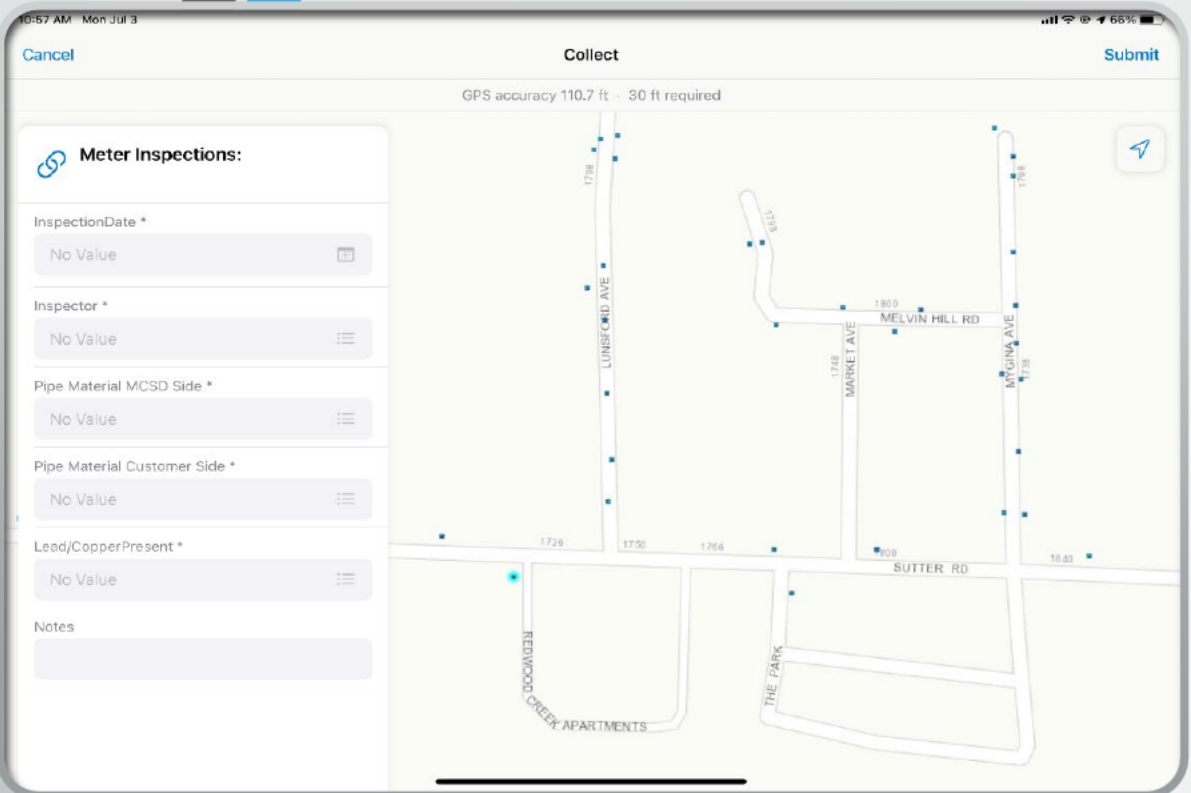 10:57 AM Mon Jul 3
66%
Cancel
Collect
Submit
GPS accuracy 110.7 ft · 30 ft required
Meter Inspections:
InspectionDate *
No Value
Inspector *
No Value
Pipe Material MCSD Side *
No Value
Pipe Material Customer Side *
No Value
Lead/CopperPresent *
No Value
Notes
1798
1798
1798
LUNSFORD AVE
1800
MELVIN HILL RD
1748
MARKET AVE
MYGINA AVE
1738
1726
1750
1766
SUTTER RD
1840
REDWOOD CREEK APARTMENTS
THE PARK